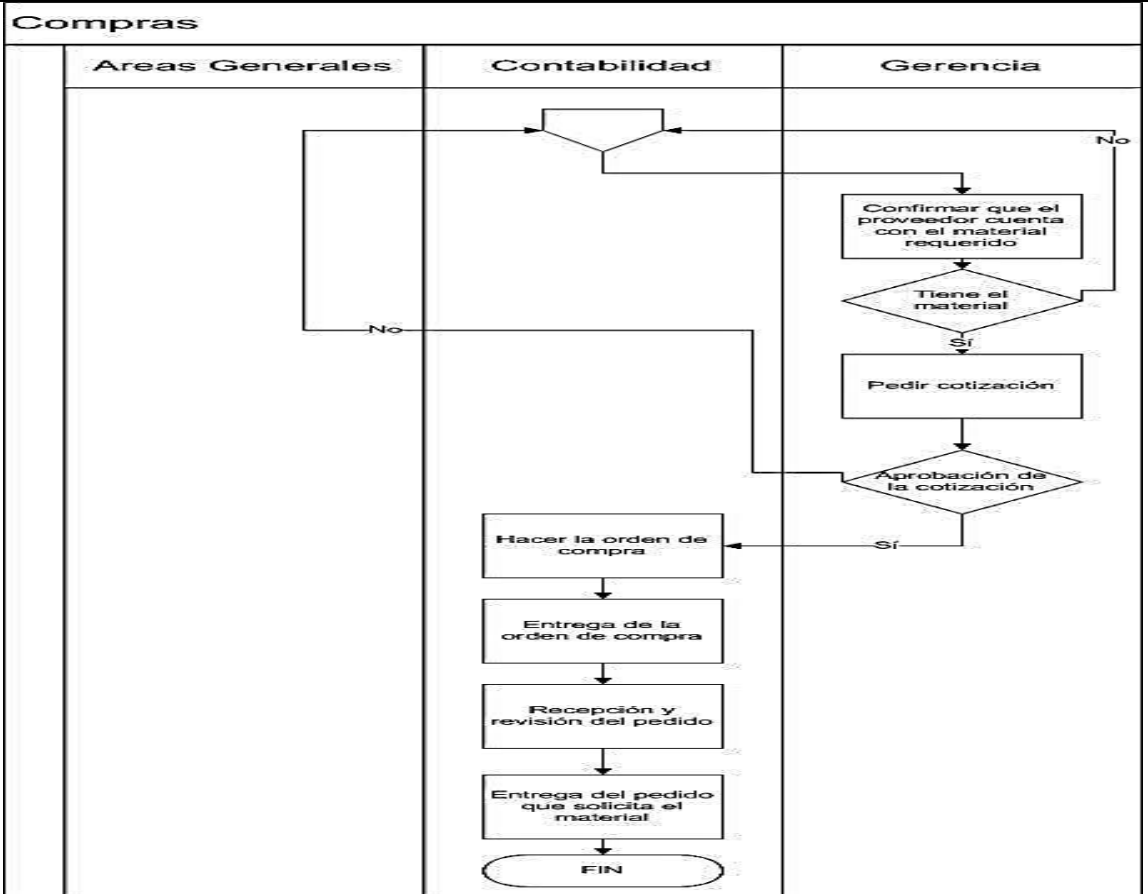 Compras
Areas Generales
Contabilidad
Gerencia
No
Confirmar que el
proveedor cuenta
con el material
requerido
Tiene el
material
No
Sí
Pedir cotización
Aprobación de
la cotización
Sí
Hacer la orden de
compra
Entrega de la
orden de compra
Recepción y
revisión del pedido
Entrega del pedido
que solicita el
material
FIN